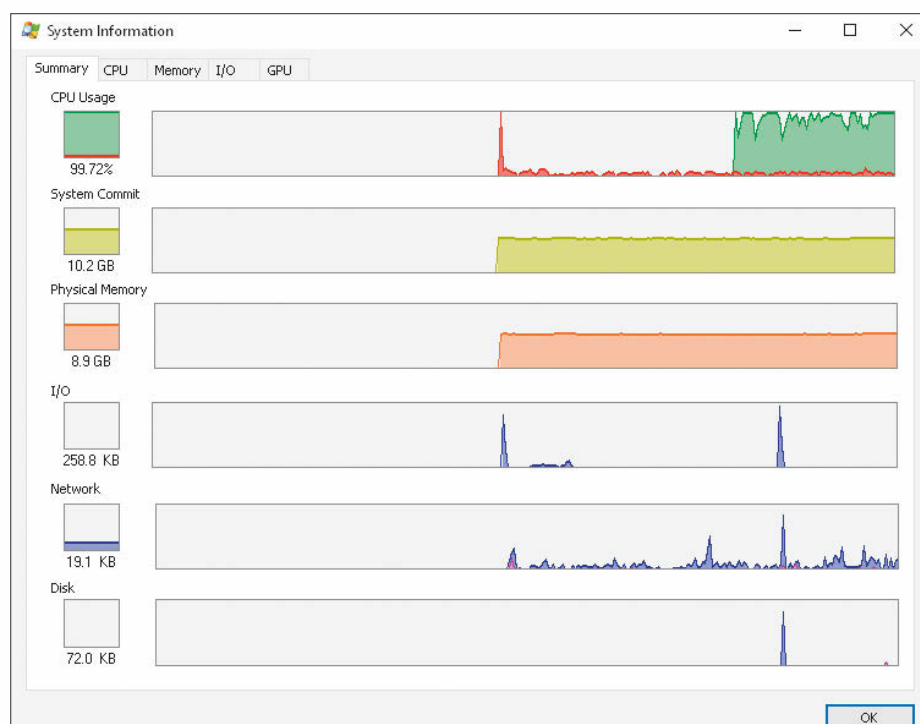 System Information
Summary CPU Memory I/O GPU
CPU Usage
99.72%
System Commit
10.2 GB
Physical Memory
8.9 GB
I/O
258.8 KB
Network
19.1 KB
Disk
72.0 KB
OK